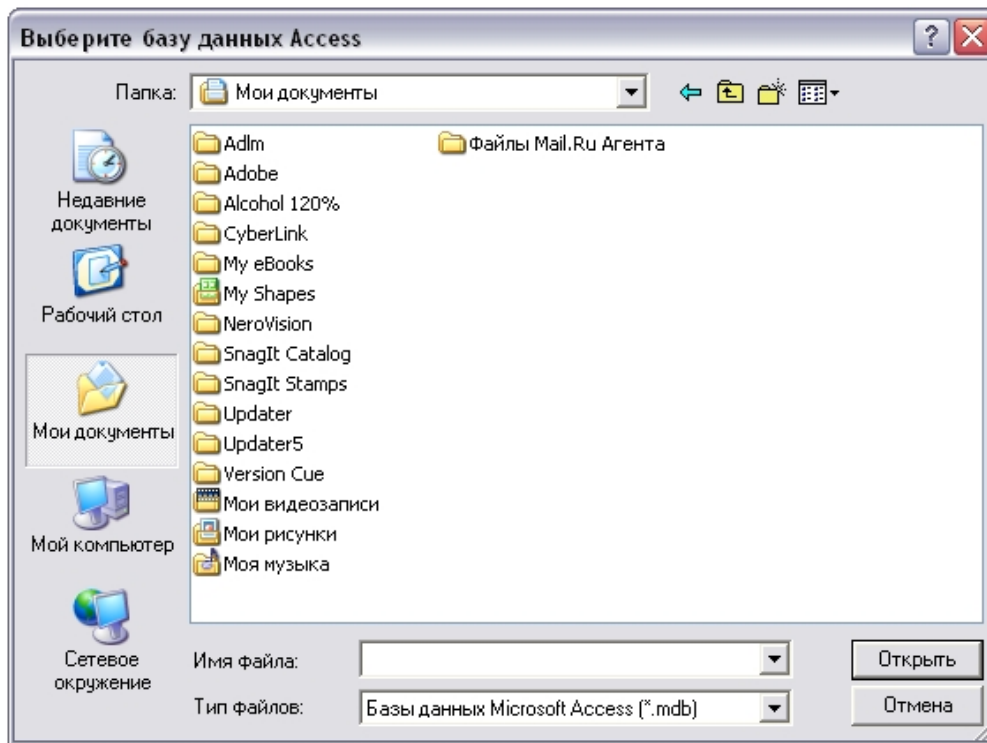 Выберите базу данных Access
Папка: Мои документы
Недавние
документы
Рабочий стол
Мои документы
Мой компьютер
Сетевое
окружение
Adlm
Adobe
Alcohol 120%
CyberLink
My eBooks
My Shapes
NeroVision
SnagIt Catalog
SnagIt Stamps
Updater
Updater5
Version Cue
Мои видеозаписи
Мои рисунки
Моя музыка
Файлы Mail.Ru Агента
Имя файла:
Открыть
Тип файлов: Базы данных Microsoft Access (*.mdb)
Отмена